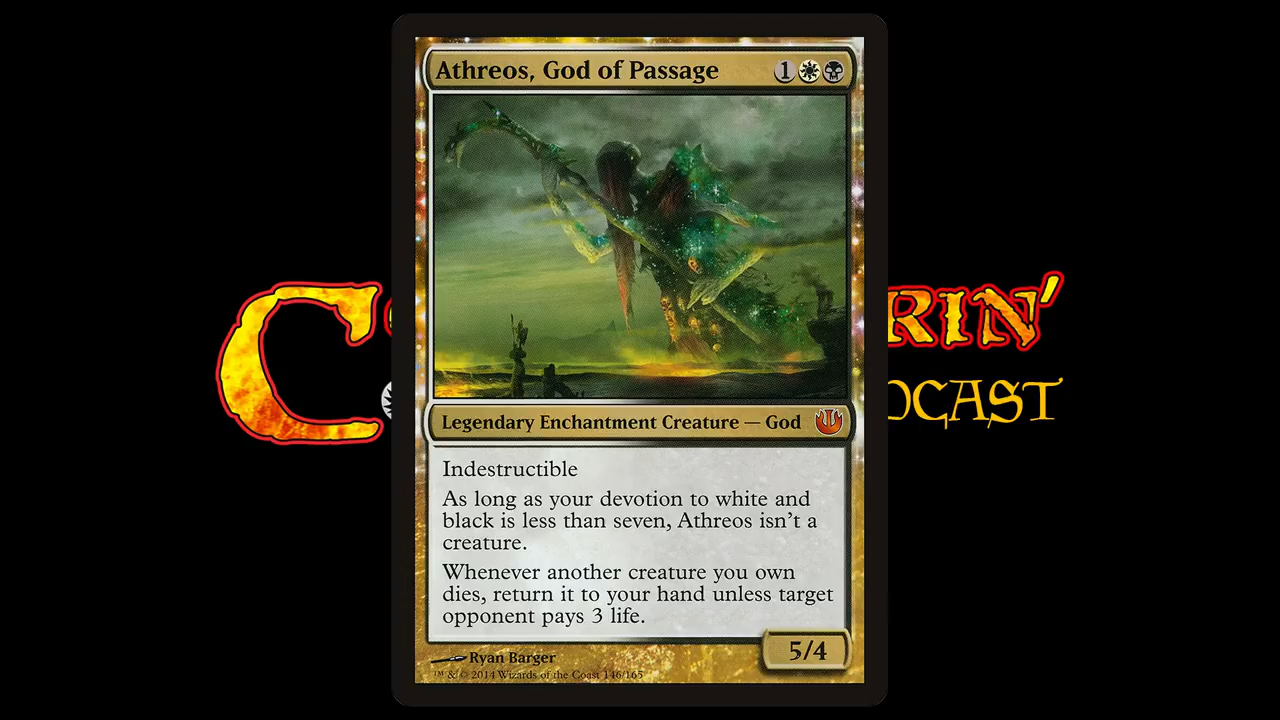 Athreos, God of Passage 1
C
RIN'
OCAST
Legendary Enchantment Creature — God
Indestructible
As long as your devotion to white and
black is less than seven, Athreos isn't a
creature.
Whenever another creature you own
dies, return it to your hand unless target
opponent pays 3 life.
5/4
Ryan Barger
™ & © 2014 Wizards of the Coast 146/165